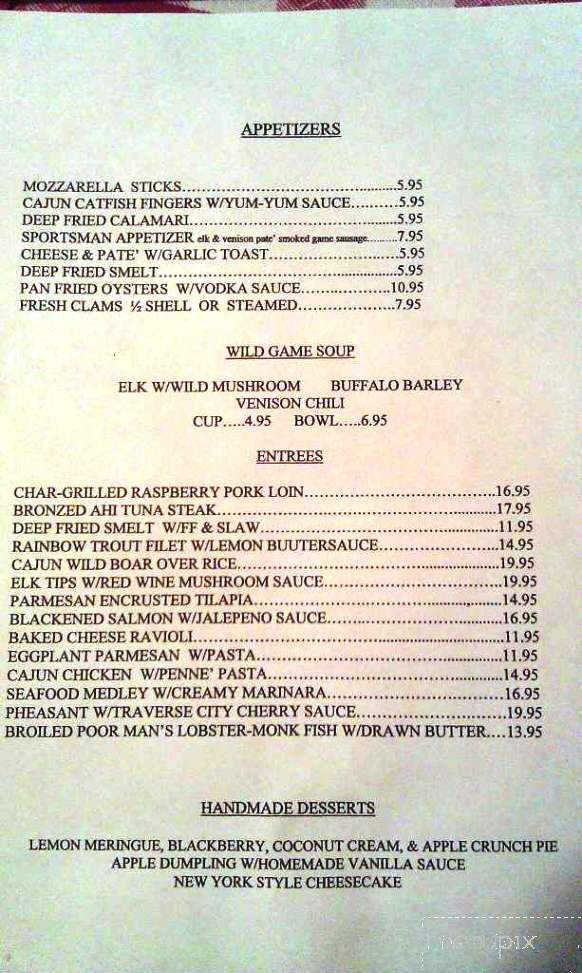 APPETIZERS
MOZZARELLA STICKS............................................5.95
CAJUN CATFISH FINGERS W/YUM-YUM SAUCE..........5.95
DEEP FRIED CALAMARI..........................................5.95
SPORTSMAN APPETIZER elk & venison pate' smoked game sausage..........7.95
CHEESE & PATE' W/GARLIC TOAST............................5.95
DEEP FRIED SMELT..............................................5.95
PAN FRIED OYSTERS W/VODKA SAUCE....................10.95
FRESH CLAMS ½ SHELL OR STEAMED......................7.95
WILD GAME SOUP
ELK W/WILD MUSHROOM BUFFALO BARLEY
VENISON CHILI
CUP.....4.95 BOWL.....6.95
ENTREES
CHAR-GRILLED RASPBERRY PORK LOIN..............................16.95
BRONZED AHI TUNA STEAK..........................................17.95
DEEP FRIED SMELT W/FF & SLAW....................................11.95
RAINBOW TROUT FILET W/LEMON BUUTERSAUCE..................14.95
CAJUN WILD BOAR OVER RICE........................................19.95
ELK TIPS W/RED WINE MUSHROOM SAUCE..........................19.95
PARMESAN ENCRUSTED TILAPIA......................................14.95
BLACKENED SALMON W/JALEPENO SAUCE..........................16.95
BAKED CHEESE RAVIOLI..............................................11.95
EGGPLANT PARMESAN W/PASTA......................................11.95
CAJUN CHICKEN W/PENNE' PASTA....................................14.95
SEAFOOD MEDLEY W/CREAMY MARINARA..........................16.95
PHEASANT W/TRAVERSE CITY CHERRY SAUCE......................19.95
BROILED POOR MAN'S LOBSTER-MONK FISH W/DRAWN BUTTER....13.95
HANDMADE DESSERTS
LEMON MERINGUE, BLACKBERRY, COCONUT CREAM, & APPLE CRUNCH PIE
APPLE DUMPLING W/HOMEMADE VANILLA SAUCE
NEW YORK STYLE CHEESECAKE